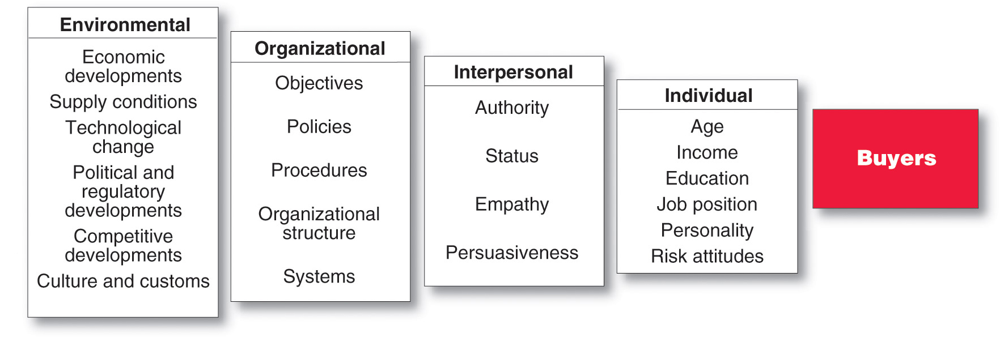 Environmental
Economic
developments
Supply conditions
Technological
change
Political and
regulatory
developments
Competitive
developments
Culture and customs
Organizational
Objectives
Policies
Procedures
Organizational
structure
Systems
Interpersonal
Authority
Status
Empathy
Persuasiveness
Individual
Age
Income
Education
Job position
Personality
Risk attitudes
Buyers